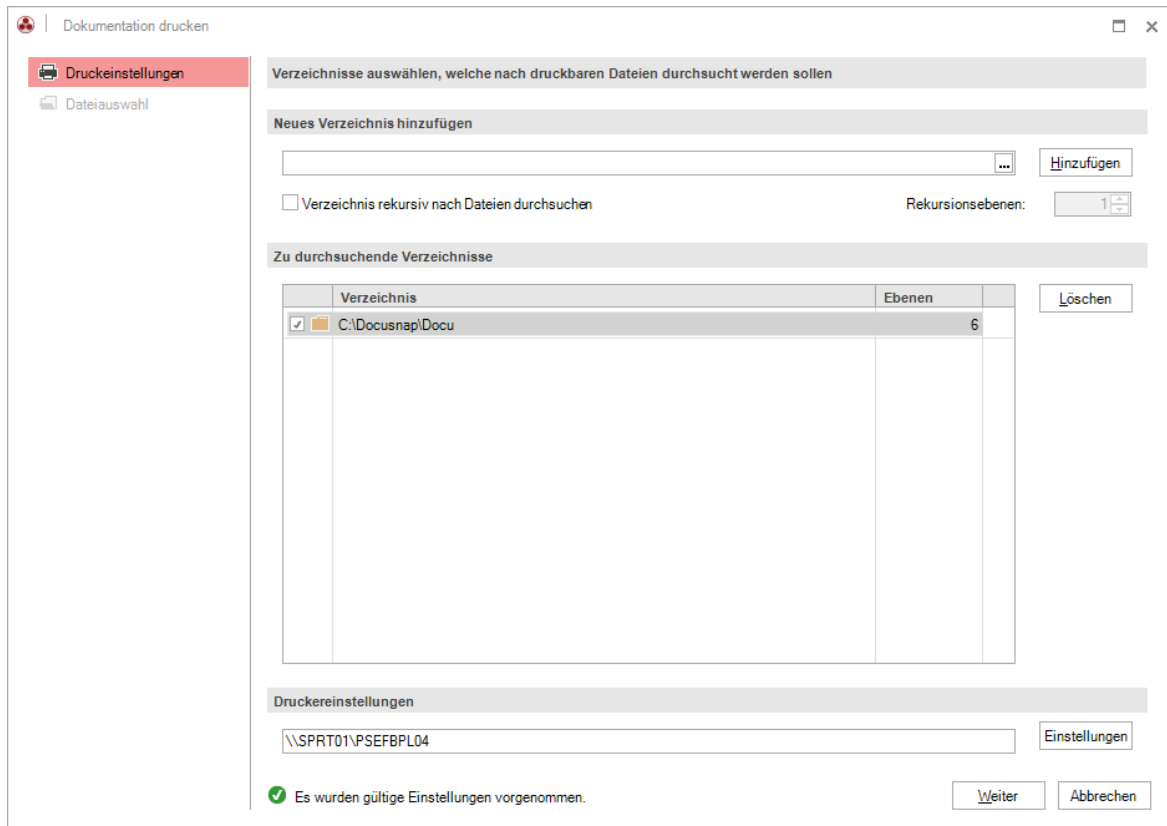 Dokumentation drucken
Druckeinstellungen
Dateiauswahl
Verzeichnisse auswählen, welche nach druckbaren Dateien durchsucht werden sollen
Neues Verzeichnis hinzufügen
... Hinzufügen
Verzeichnis rekursiv nach Dateien durchsuchen Rekursionsebenen: 1
Zu durchsuchende Verzeichnisse
Verzeichnis Ebenen Löschen
C:\Docusnap\Docu 6
Druckereinstellungen
\\SPRT01\PSEFBPL04 Einstellungen
Es wurden gültige Einstellungen vorgenommen. Weiter Abbrechen